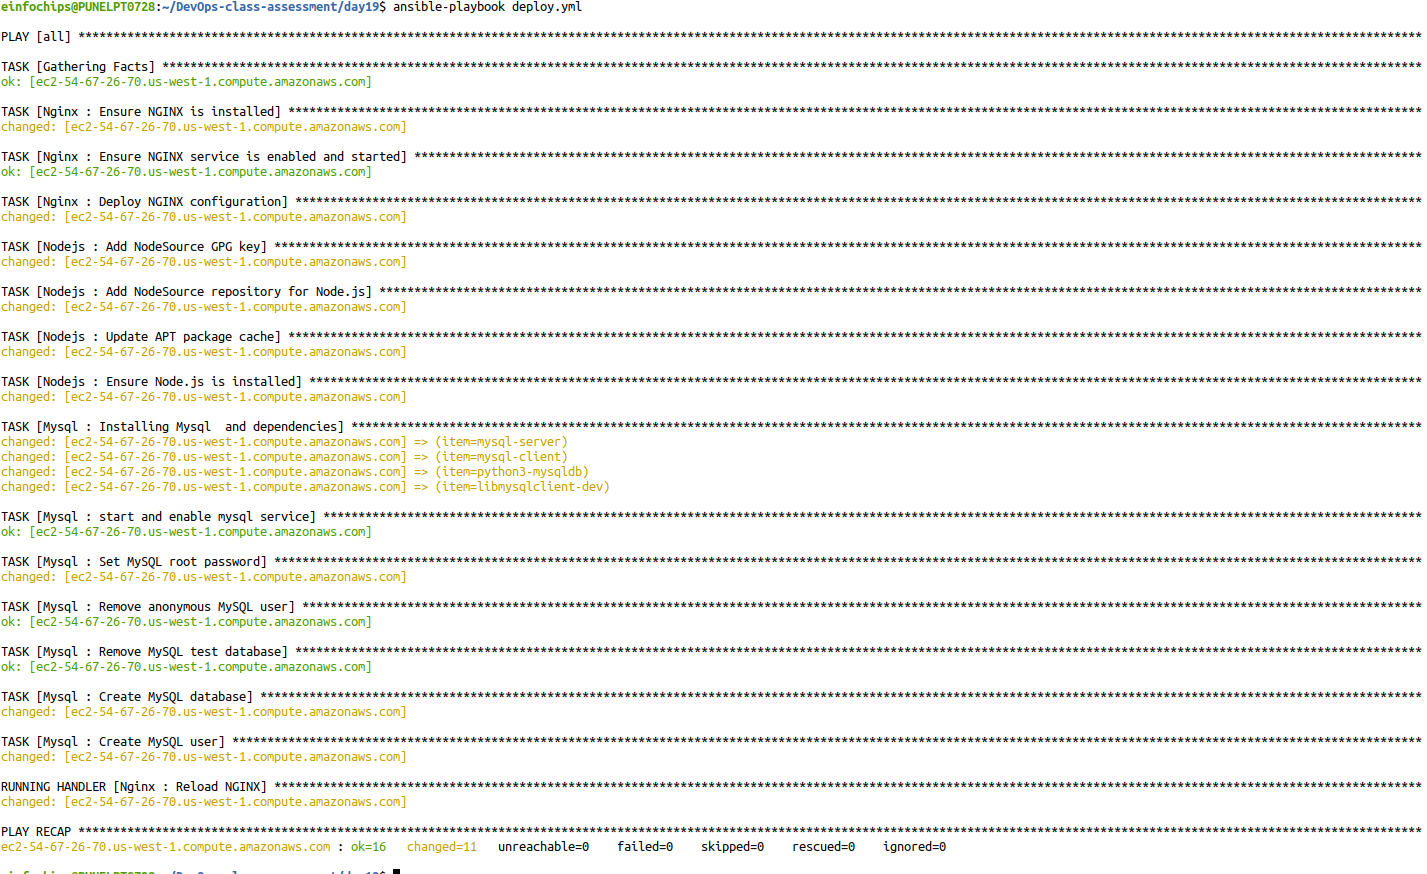 einfochips@PUNELPT0728:~/DevOps-class-assessment/day19$ ansible-playbook deploy.yml
PLAY [all] ****************************************************************************************************
TASK [Gathering Facts] ****************************************************************************************************
ok: [ec2-54-67-26-70.us-west-1.compute.amazonaws.com]
TASK [Nginx : Ensure NGINX is installed] ****************************************************************************************************
changed: [ec2-54-67-26-70.us-west-1.compute.amazonaws.com]
TASK [Nginx : Ensure NGINX service is enabled and started] ****************************************************************************************************
ok: [ec2-54-67-26-70.us-west-1.compute.amazonaws.com]
TASK [Nginx : Deploy NGINX configuration] ****************************************************************************************************
changed: [ec2-54-67-26-70.us-west-1.compute.amazonaws.com]
TASK [Nodejs : Add NodeSource GPG key] ****************************************************************************************************
changed: [ec2-54-67-26-70.us-west-1.compute.amazonaws.com]
TASK [Nodejs : Add NodeSource repository for Node.js] ****************************************************************************************************
changed: [ec2-54-67-26-70.us-west-1.compute.amazonaws.com]
TASK [Nodejs : Update APT package cache] ****************************************************************************************************
changed: [ec2-54-67-26-70.us-west-1.compute.amazonaws.com]
TASK [Nodejs : Ensure Node.js is installed] ****************************************************************************************************
changed: [ec2-54-67-26-70.us-west-1.compute.amazonaws.com]
TASK [Mysql : Installing Mysql  and dependencies] ****************************************************************************************************
changed: [ec2-54-67-26-70.us-west-1.compute.amazonaws.com] => (item=mysql-server)
changed: [ec2-54-67-26-70.us-west-1.compute.amazonaws.com] => (item=mysql-client)
changed: [ec2-54-67-26-70.us-west-1.compute.amazonaws.com] => (item=python3-mysqldb)
changed: [ec2-54-67-26-70.us-west-1.compute.amazonaws.com] => (item=libmysqlclient-dev)
TASK [Mysql : start and enable mysql service] ****************************************************************************************************
ok: [ec2-54-67-26-70.us-west-1.compute.amazonaws.com]
TASK [Mysql : Set MySQL root password] ****************************************************************************************************
changed: [ec2-54-67-26-70.us-west-1.compute.amazonaws.com]
TASK [Mysql : Remove anonymous MySQL user] ****************************************************************************************************
ok: [ec2-54-67-26-70.us-west-1.compute.amazonaws.com]
TASK [Mysql : Remove MySQL test database] ****************************************************************************************************
ok: [ec2-54-67-26-70.us-west-1.compute.amazonaws.com]
TASK [Mysql : Create MySQL database] ****************************************************************************************************
changed: [ec2-54-67-26-70.us-west-1.compute.amazonaws.com]
TASK [Mysql : Create MySQL user] ****************************************************************************************************
changed: [ec2-54-67-26-70.us-west-1.compute.amazonaws.com]
RUNNING HANDLER [Nginx : Reload NGINX] ****************************************************************************************************
changed: [ec2-54-67-26-70.us-west-1.compute.amazonaws.com]
PLAY RECAP ****************************************************************************************************
ec2-54-67-26-70.us-west-1.compute.amazonaws.com : ok=16   changed=11   unreachable=0    failed=0    skipped=0    rescued=0    ignored=0